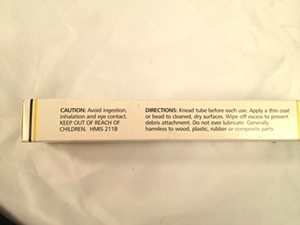 CAUTION: Avoid ingestion,
inhalation and eye contact.
KEEP OUT OF REACH OF
CHILDREN. HMIS 2118
DIRECTIONS: Knead tube before each use. Apply a thin coat
or bead to cleaned, dry surfaces. Wipe off excess to prevent
debris attachment. Do not over lubricate. Generally
harmless to wood, plastic, rubber or composite parts.